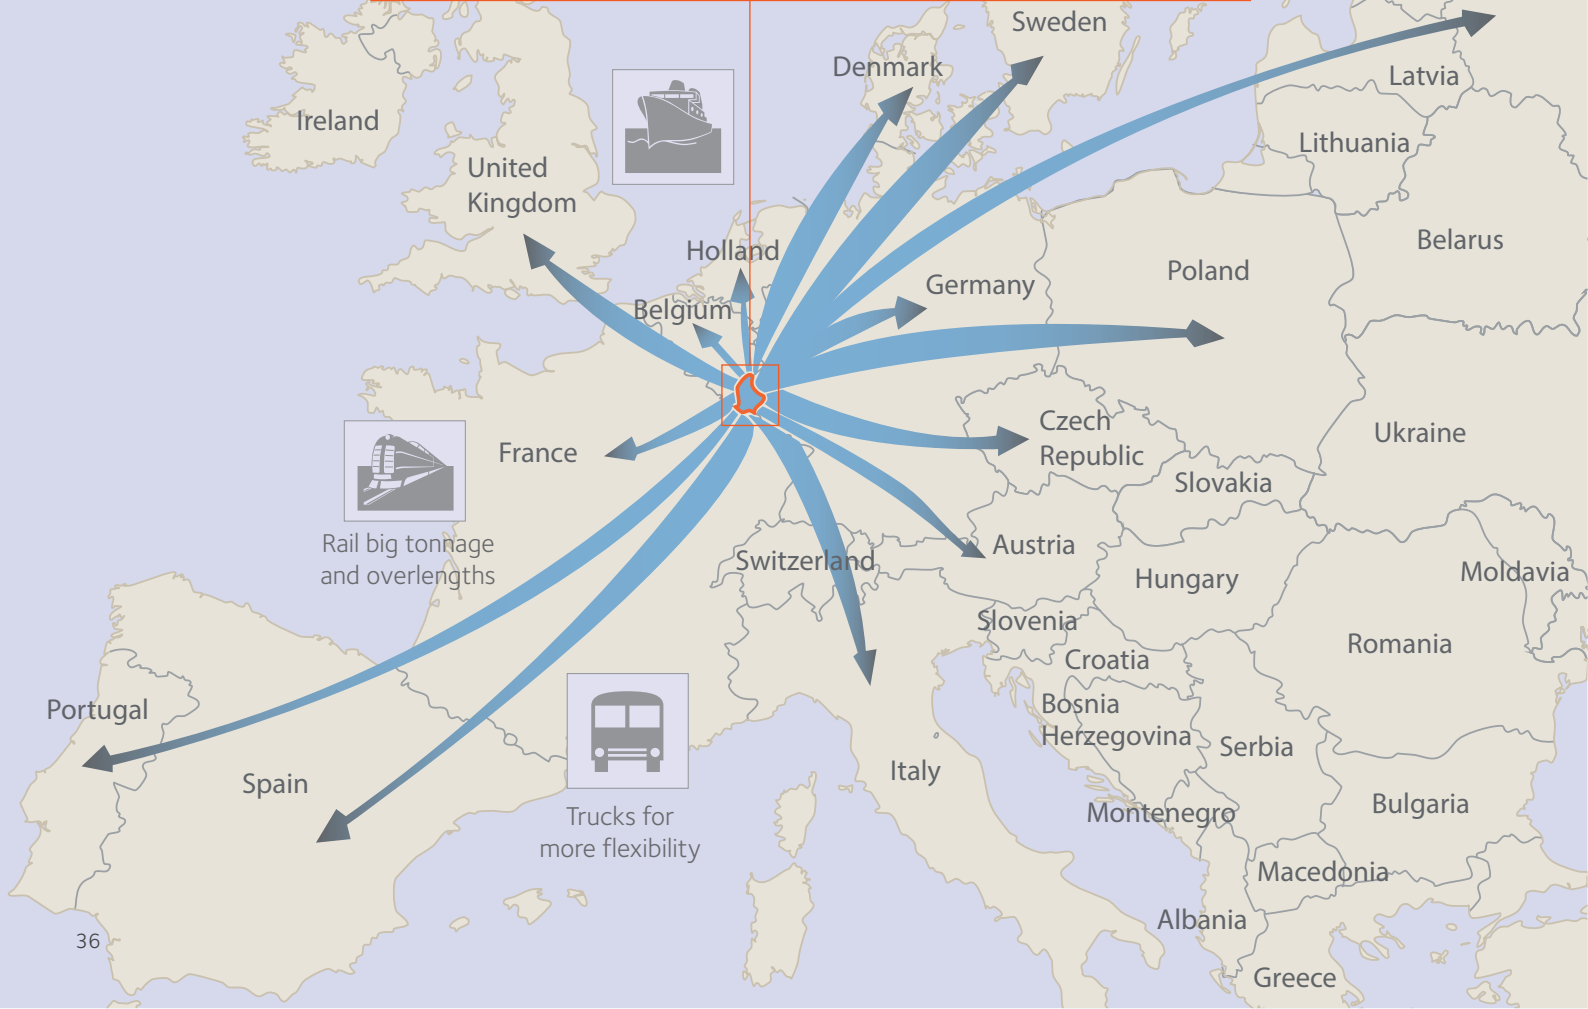 Sweden
Denmark
Latvia
Ireland
Lithuania
United
Kingdom
Belarus
Holland
Poland
Germany
Belgium
Czech
Republic
Ukraine
France
Slovakia
Rail big tonnage
and overlengths
Austria
Switzerland
Hungary
Moldavia
Slovenia
Romania
Croatia
Portugal
Bosnia
Herzegovina
Serbia
Italy
Spain
Bulgaria
Montenegro
Trucks for
more flexibility
Macedonia
Albania
36
Greece